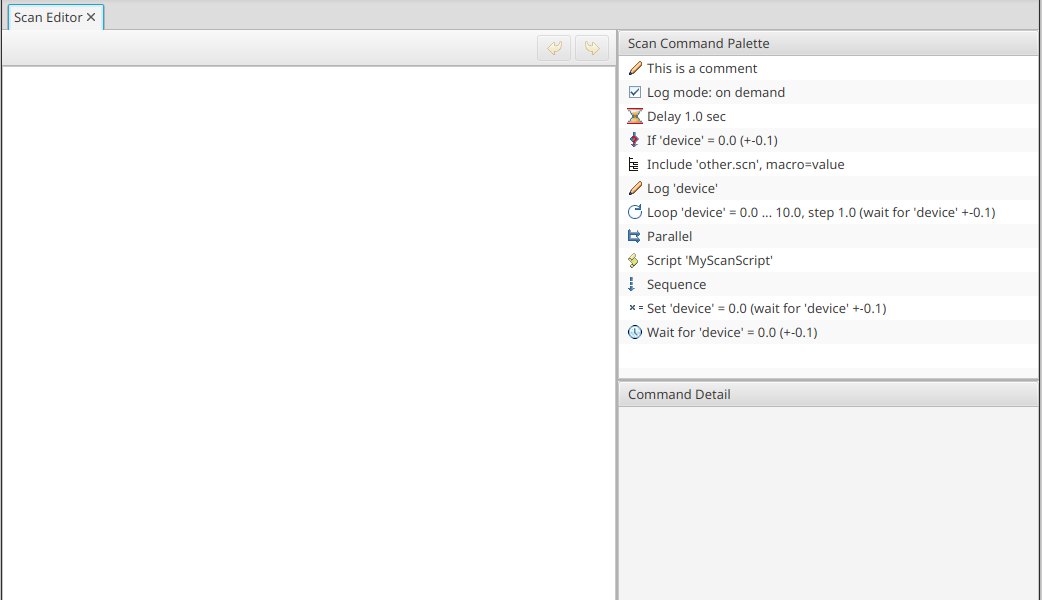 Scan Editor
Scan Command Palette
This is a comment
Log mode: on demand
Delay 1.0 sec
If 'device' = 0.0 (+-0.1)
Include 'other.scn', macro=value
Log 'device'
Loop 'device' = 0.0 ... 10.0, step 1.0 (wait for 'device' +-0.1)
Parallel
Script 'MyScanScript'
Sequence
Set 'device' = 0.0 (wait for 'device' +-0.1)
Wait for 'device' = 0.0 (+-0.1)
Command Detail